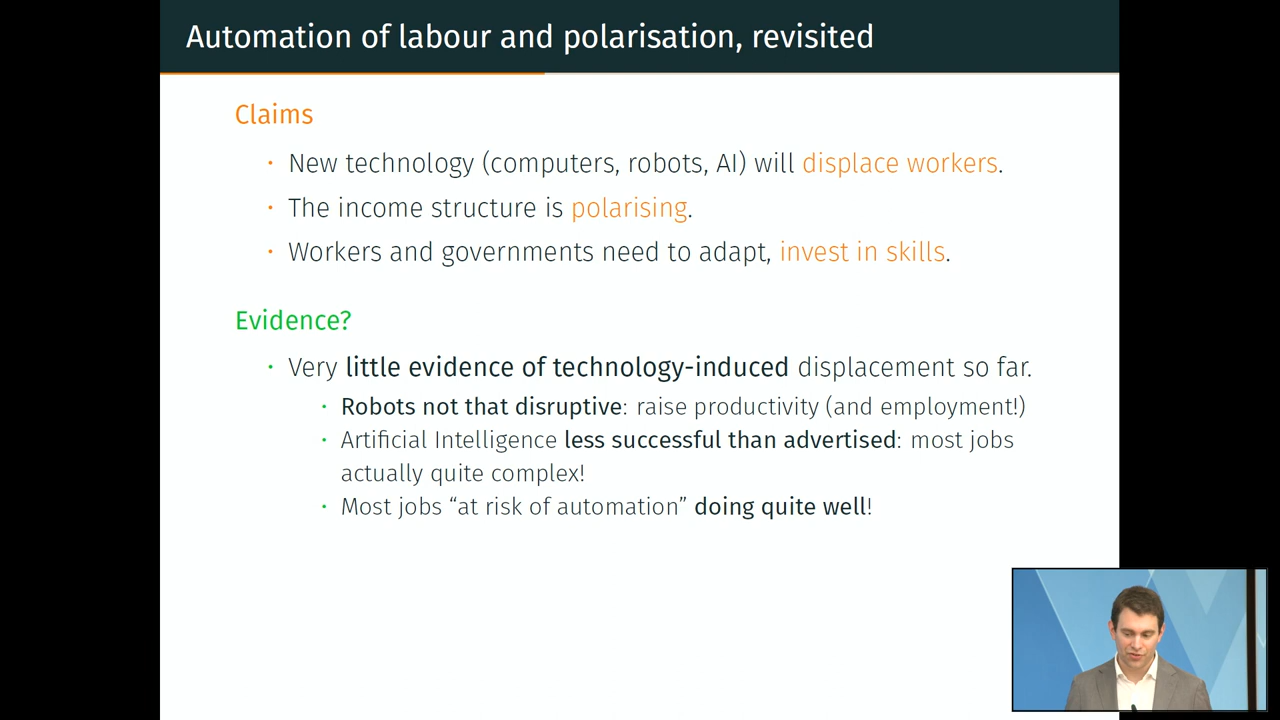 Automation of labour and polarisation, revisited
Claims
• New technology (computers, robots, AI) will displace workers.
• The income structure is polarising.
• Workers and governments need to adapt, invest in skills.
Evidence?
• Very little evidence of technology-induced displacement so far.
• Robots not that disruptive: raise productivity (and employment!)
• Artificial Intelligence less successful than advertised: most jobs
actually quite complex!
• Most jobs “at risk of automation” doing quite well!